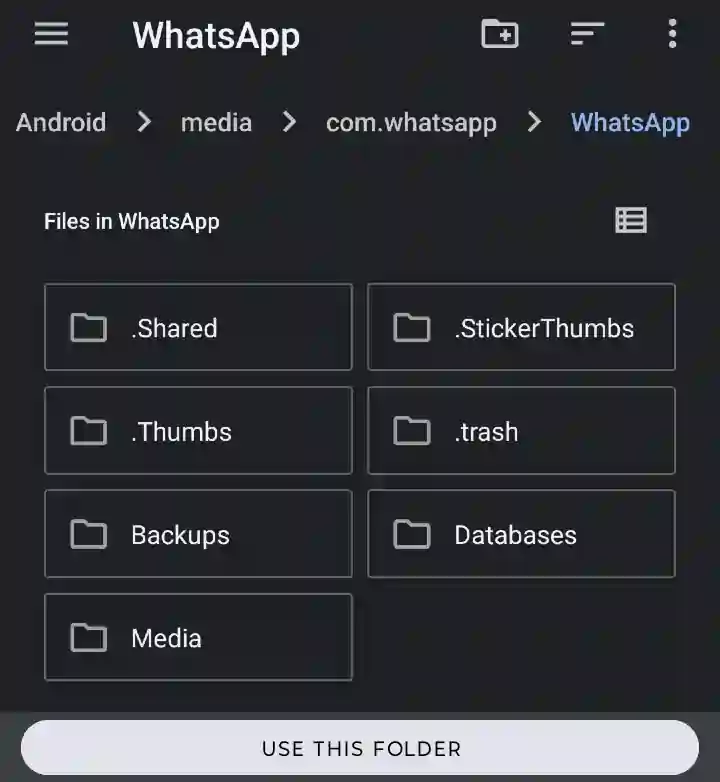 WhatsApp
Android > media > com.whatsapp > WhatsApp
Files in WhatsApp
.Shared .StickerThumbs
.Thumbs .trash
Backups Databases
Media
USE THIS FOLDER